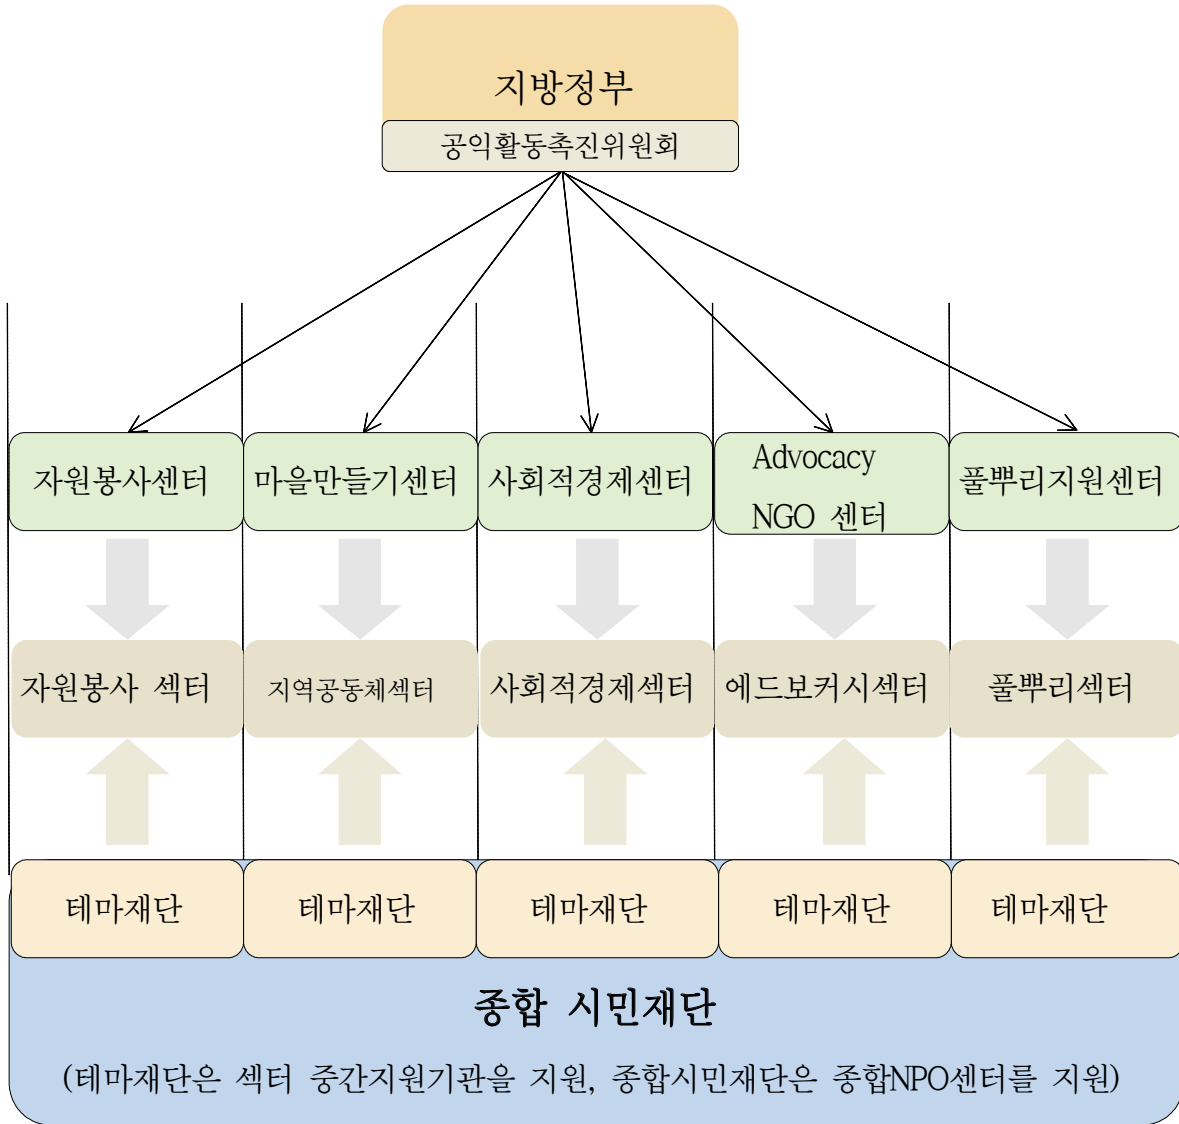 지방정부
공익활동촉진위원회
자원봉사센터
마을만들기센터
사회적경제센터
Advocacy
NGO 센터
풀뿌리지원센터
자원봉사 섹터
지역공동체섹터
사회적경제섹터
에드보커시섹터
풀뿌리섹터
테마재단
테마재단
테마재단
테마재단
테마재단
종합 시민재단
(테마재단은 섹터 중간지원기관을 지원, 종합시민재단은 종합NPO센터를 지원)